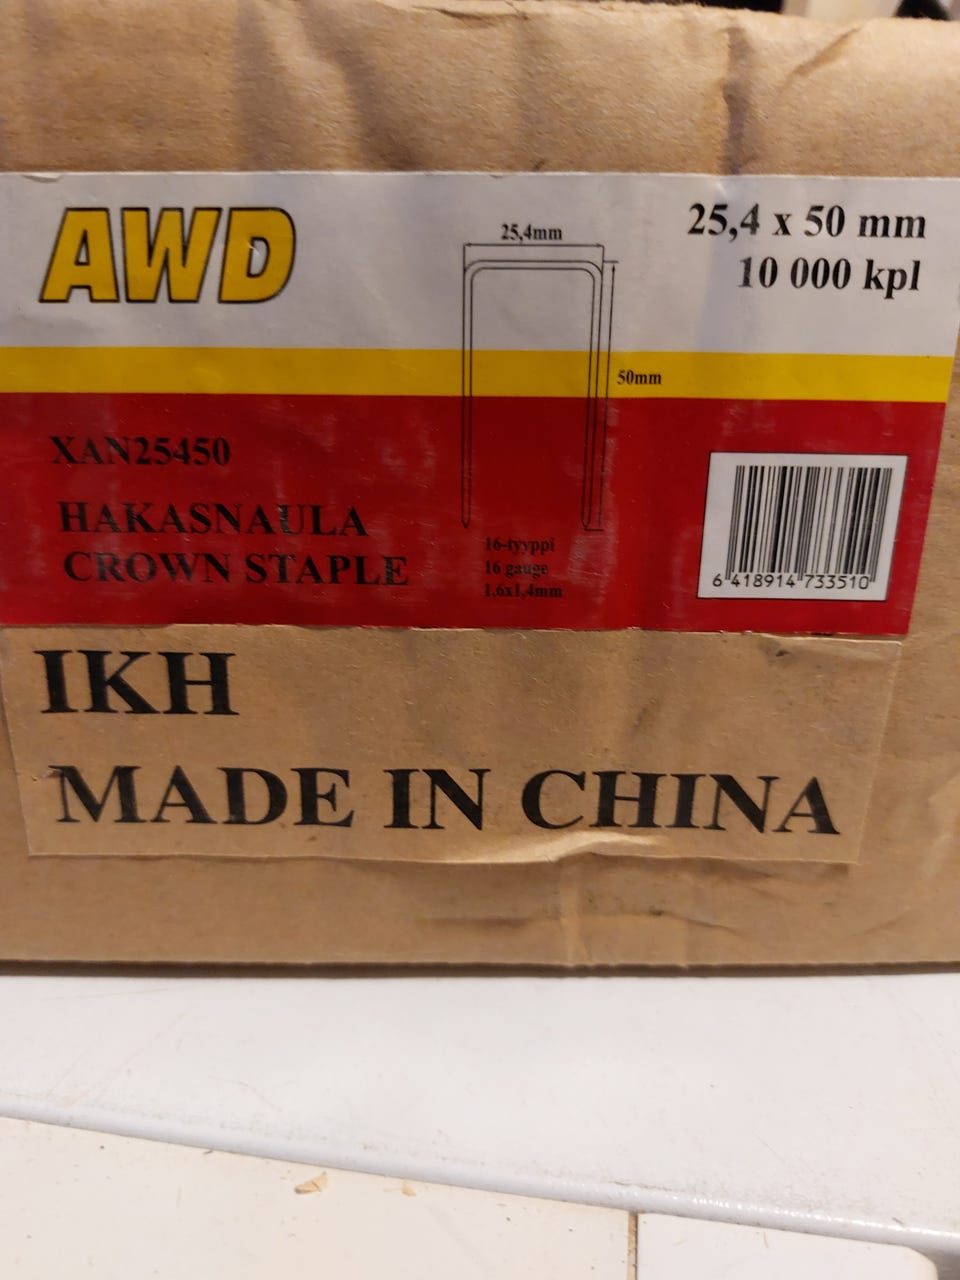 AWD
25,4mm
25,4 x 50 mm
10 000 kpl
50mm
XAN25450
HAKASNAULA
CROWN STAPLE
16-tyyppi
16 gauge
1,6x1,4mm
6 418914 733510
IKH
MADE IN CHINA